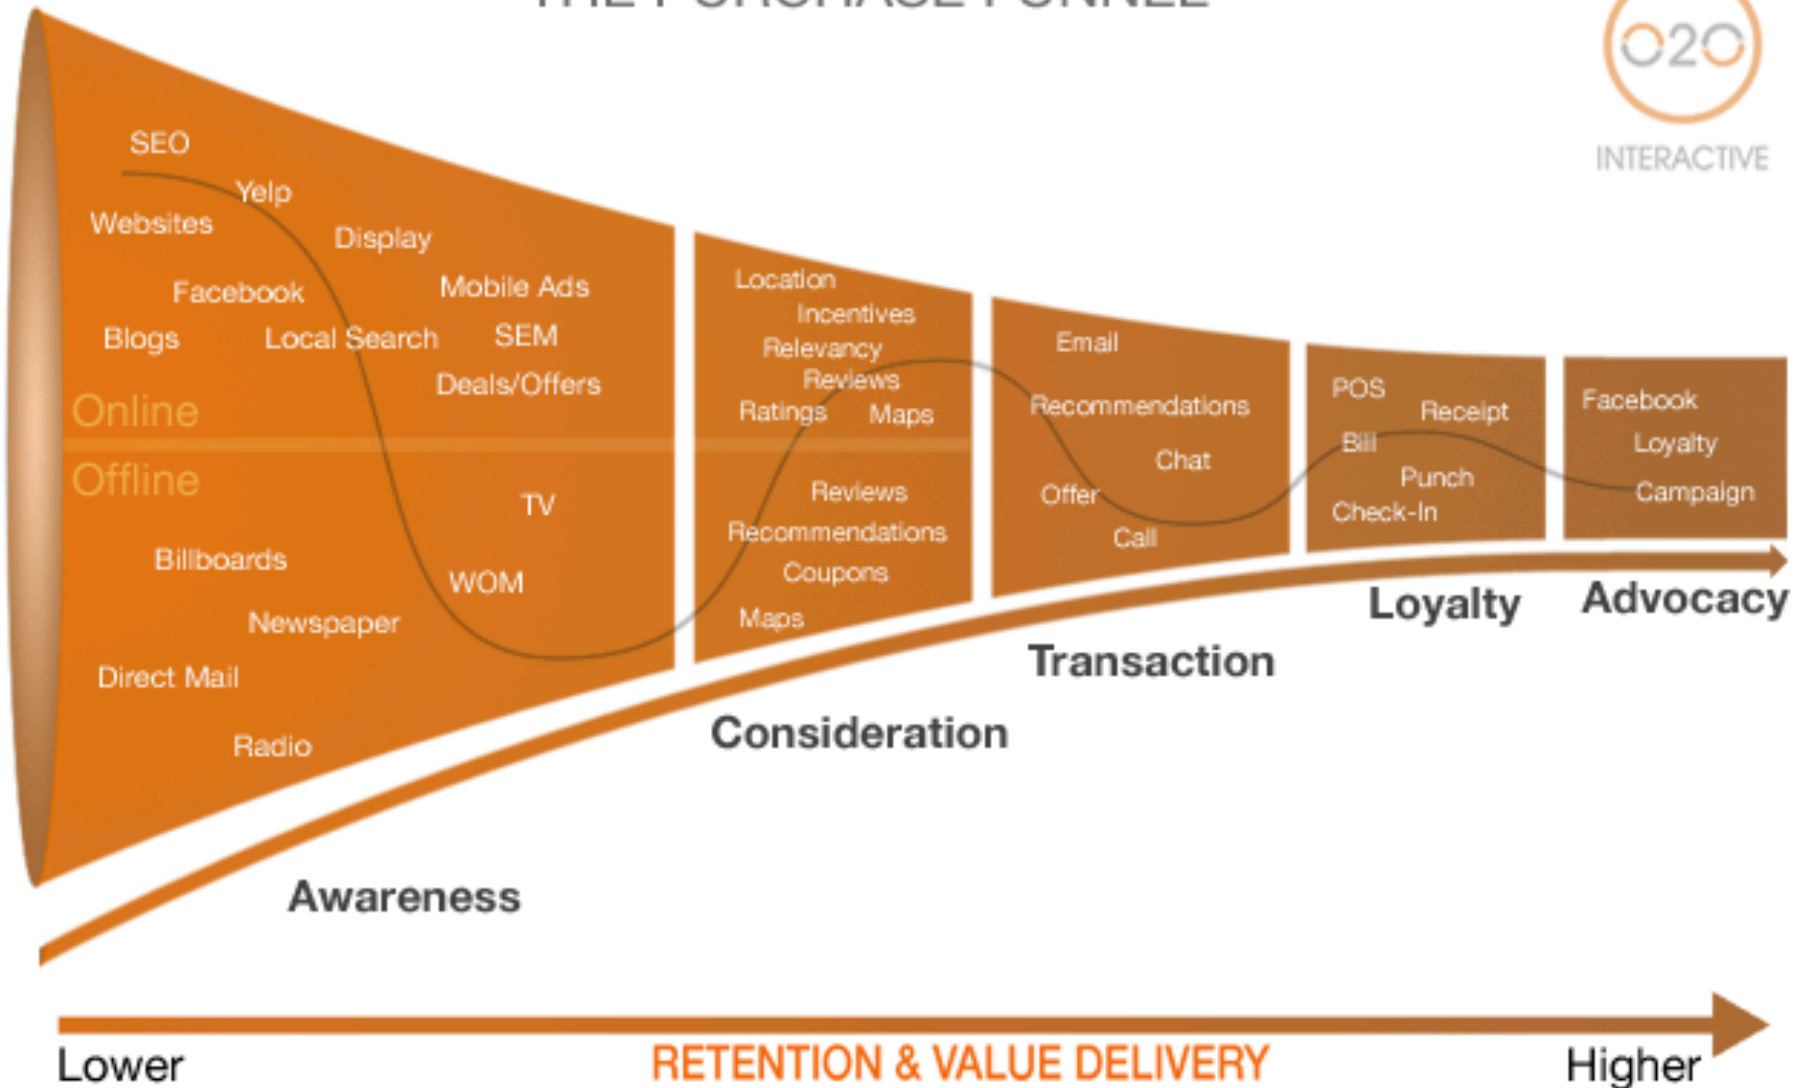 THE PURCHASE FUNNEL
O2O
INTERACTIVE
SEO
Yelp
Websites
Display
Facebook
Mobile Ads
Blogs
Local Search
SEM
Deals/Offers
Online
Offline
TV
Billboards
WOM
Newspaper
Direct Mail
Radio
Location
Incentives
Relevancy
Reviews
Ratings Maps
Reviews
Recommendations
Coupons
Maps
Email
Recommendations
Chat
Offer
Call
POS
Receipt
Bill
Punch
Check-In
Facebook
Loyalty
Campaign
Awareness
Consideration
Transaction
Loyalty
Advocacy
Lower
RETENTION & VALUE DELIVERY
Higher